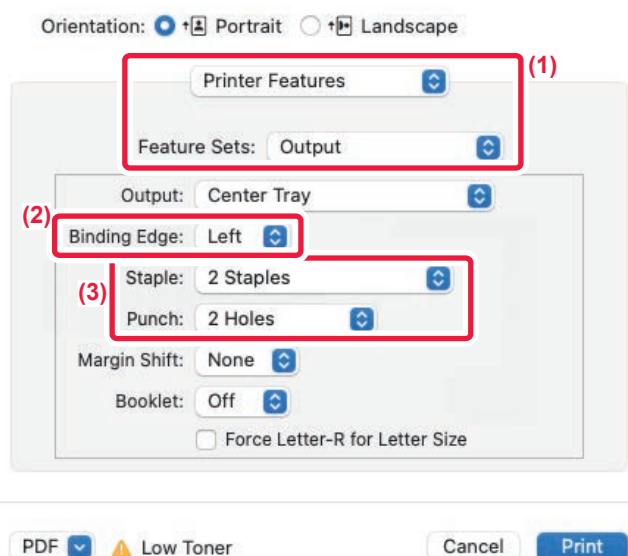 Orientation: Portrait Landscape
(1)
Printer Features
Feature Sets: Output
Output: Center Tray
(2)
Binding Edge: Left
(3)
Staple: 2 Staples
Punch: 2 Holes
Margin Shift: None
Booklet: Off
Force Letter-R for Letter Size
PDF Low Toner Cancel Print